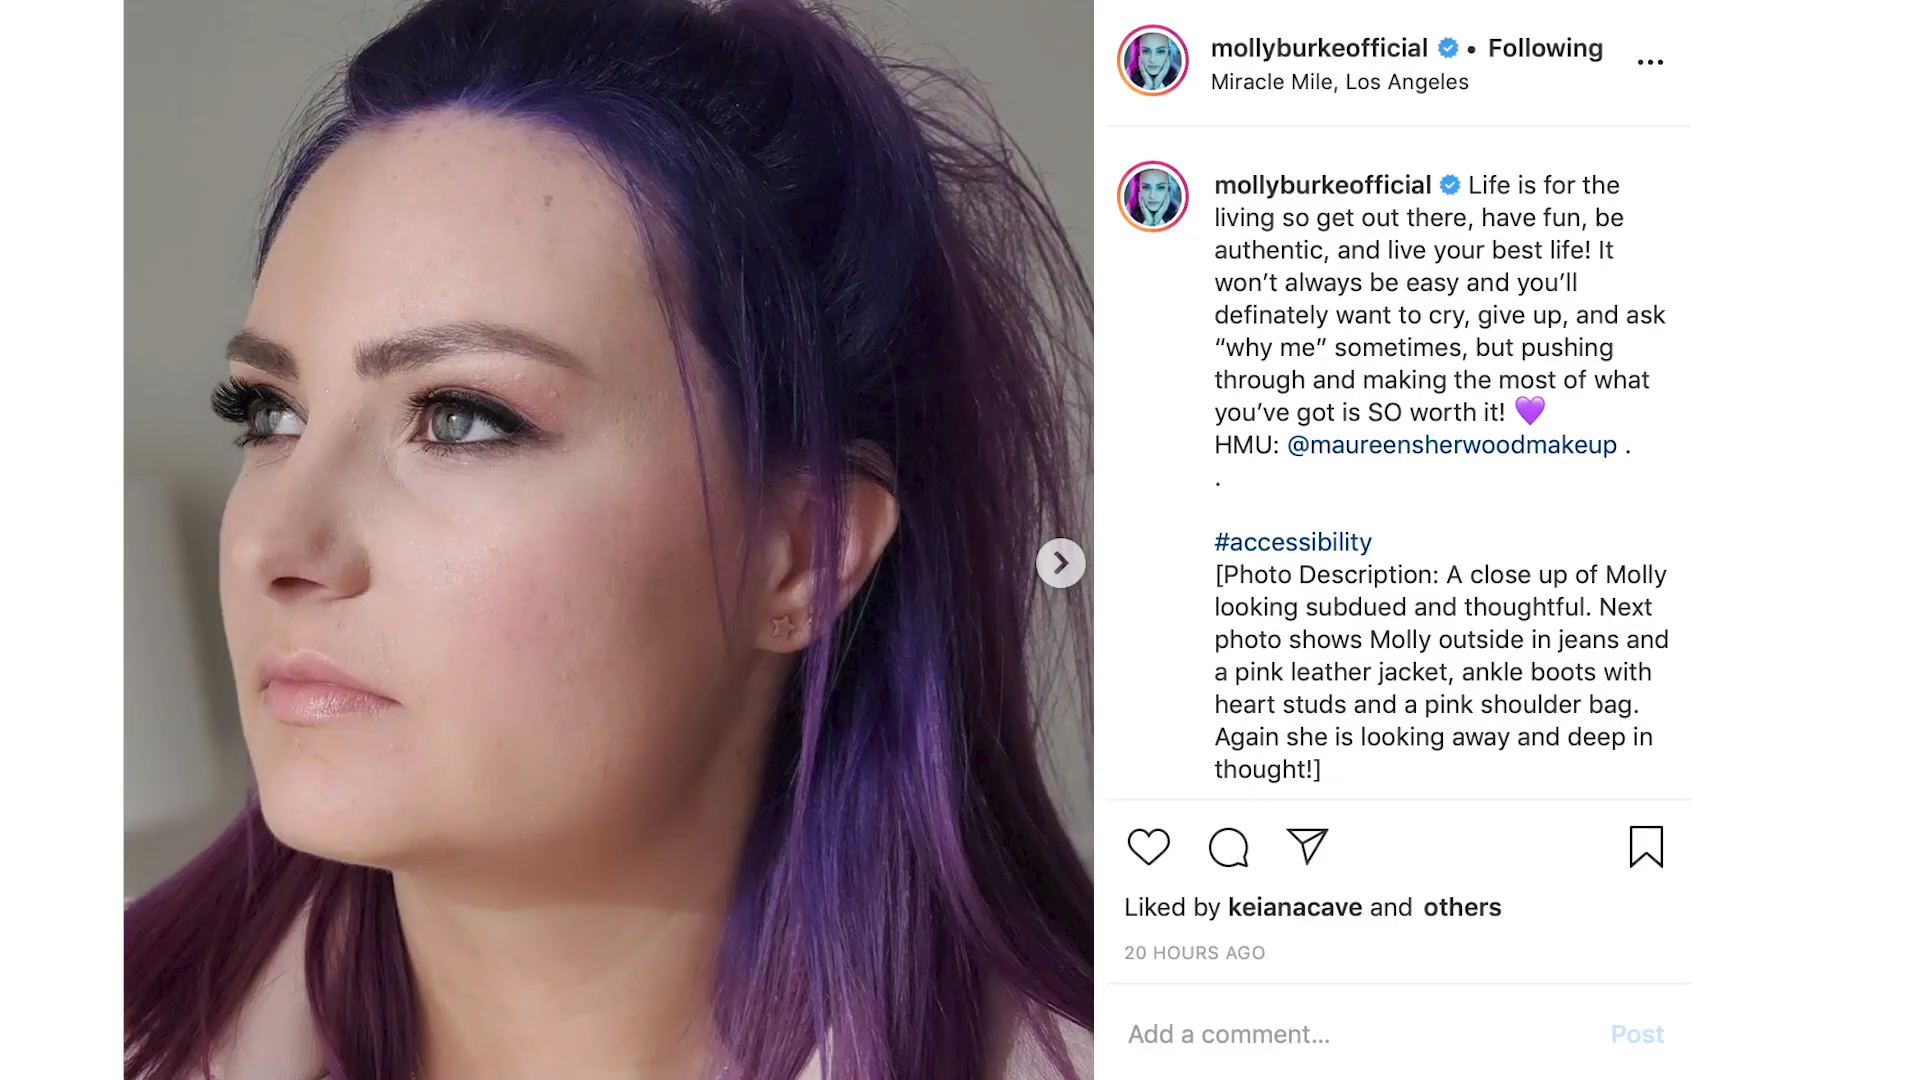 mollyburkeofficial • Following
Miracle Mile, Los Angeles
mollyburkeofficial Life is for the
living so get out there, have fun, be
authentic, and live your best life! It
won’t always be easy and you’ll
definately want to cry, give up, and ask
“why me” sometimes, but pushing
through and making the most of what
you’ve got is SO worth it! 💜
HMU: @maureensherwoodmakeup .
.
#accessibility
[Photo Description: A close up of Molly
looking subdued and thoughtful. Next
photo shows Molly outside in jeans and
a pink leather jacket, ankle boots with
heart studs and a pink shoulder bag.
Again she is looking away and deep in
thought!]
Liked by keianacave and others
20 HOURS AGO
Add a comment...
Post